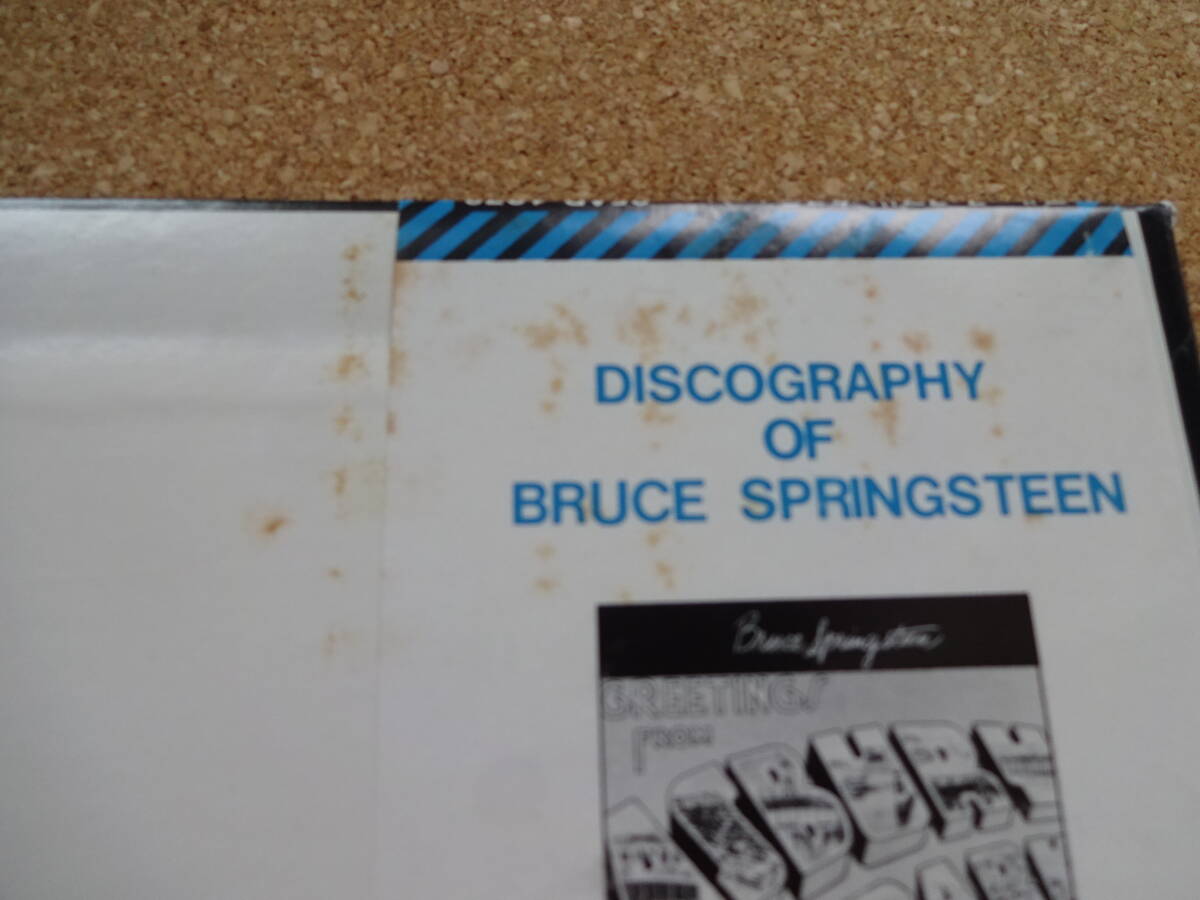 DISCOGRAPHY
OF
BRUCE SPRINGSTEEN
Bruce Springsteen
GREETINGS
FROM